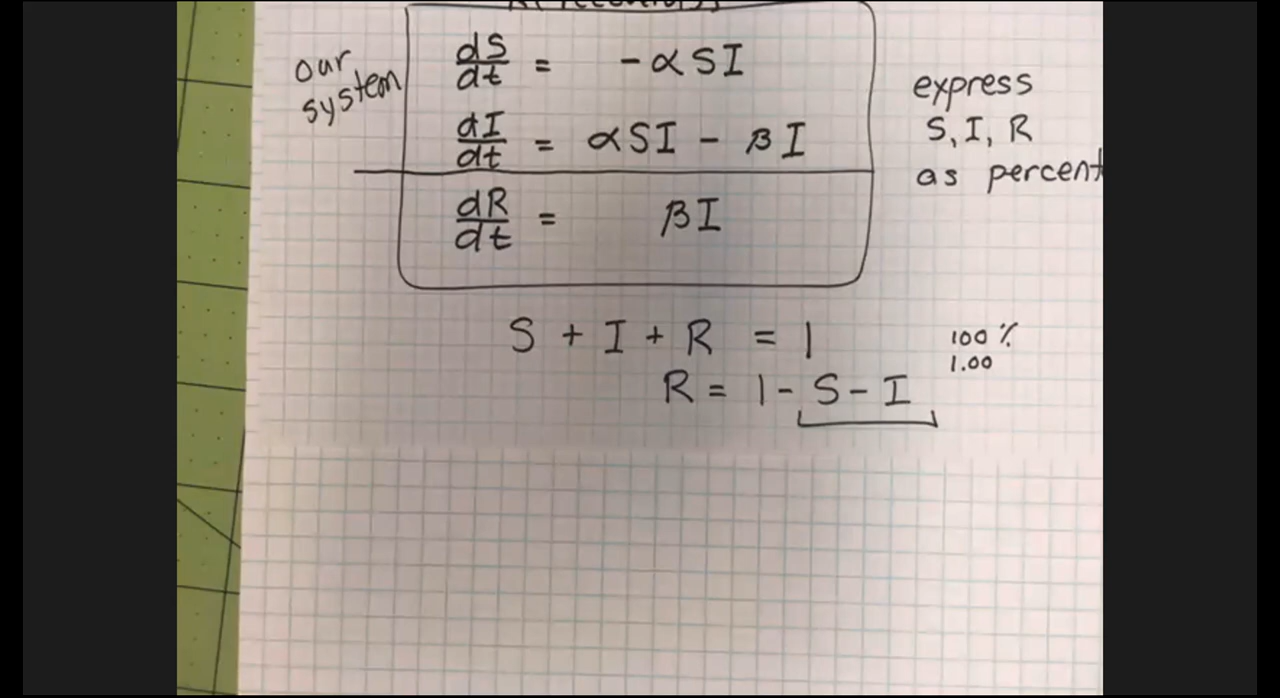 our system
dS/dt = -αSI
dI/dt = αSI - βI
dR/dt = βI
express
S, I, R
as percent
S + I + R = 1
100%
1.00
R = 1 - S - I